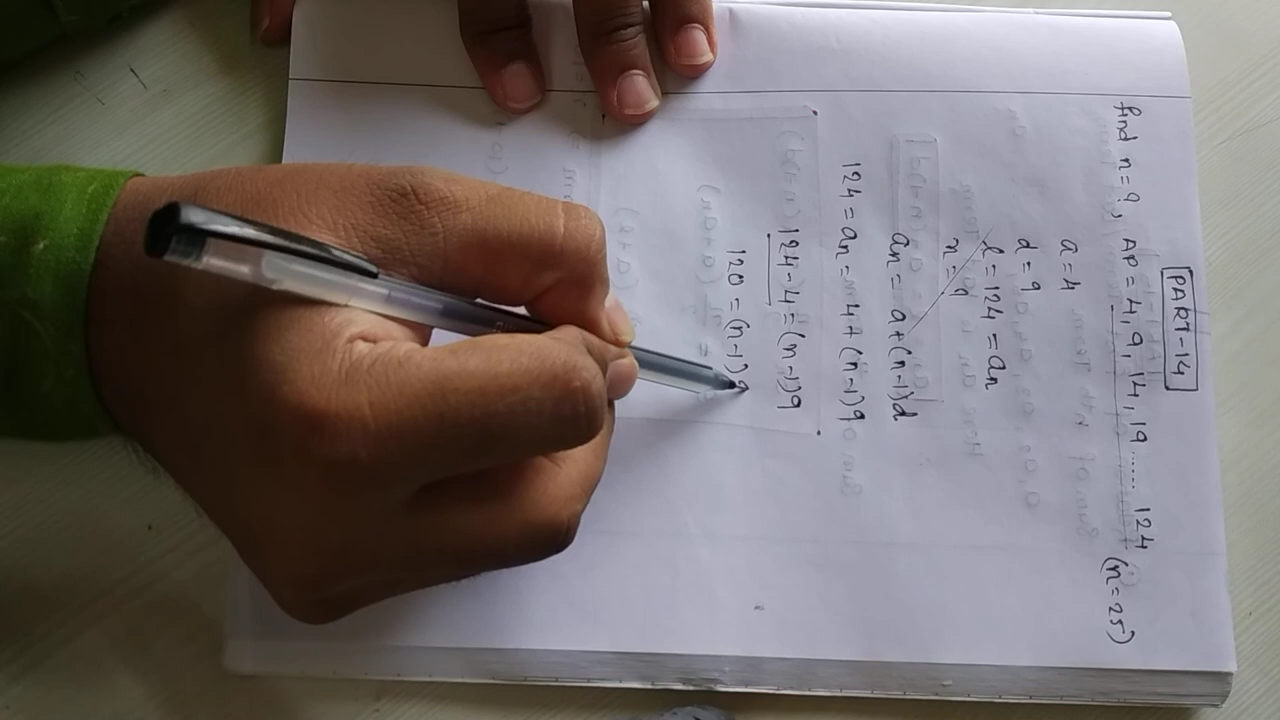 PART-14
find n=?, AP = 4, 9, 14, 19 ...... 124 (n=25)
a = 4
d = 9
l = 124 = an
n = ?
an = a+(n-1)d
124 = an = 4+(n-1)9
124-4 = (n-1)9
120 = (n-1)9